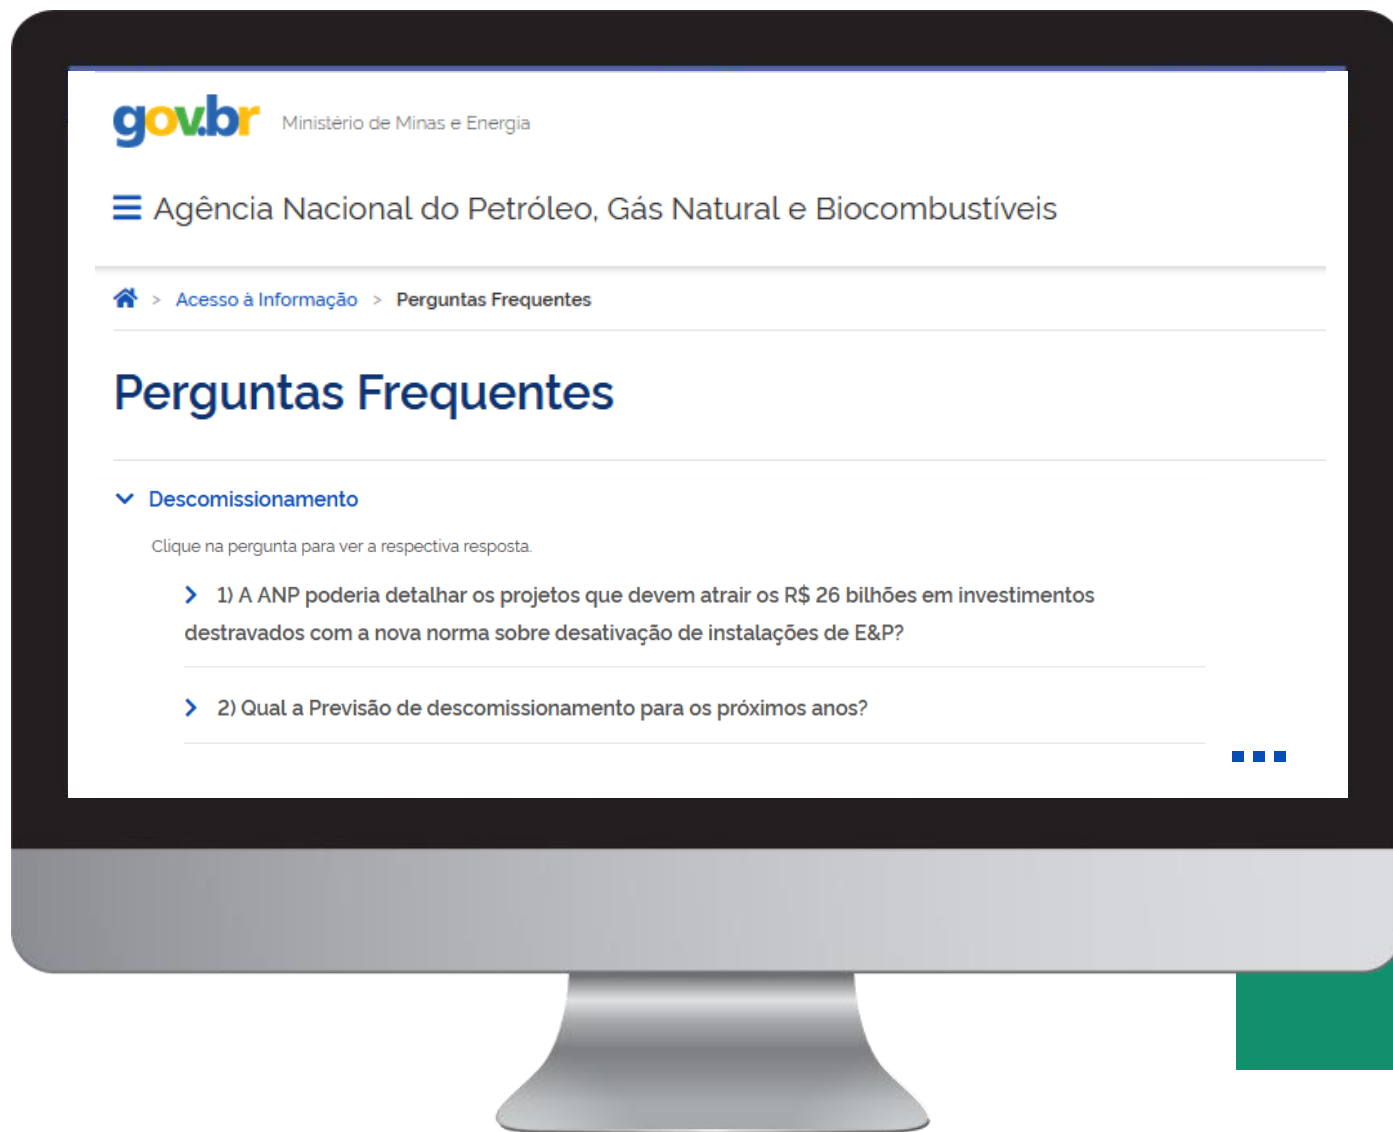 gov.br Ministério de Minas e Energia
Agência Nacional do Petróleo, Gás Natural e Biocombustíveis
> Acesso à Informação > Perguntas Frequentes
Perguntas Frequentes
Descomissionamento
Clique na pergunta para ver a respectiva resposta.
1) A ANP poderia detalhar os projetos que devem atrair os R$ 26 bilhões em investimentos
destravados com a nova norma sobre desativação de instalações de E&P?
2) Qual a Previsão de descomissionamento para os próximos anos?